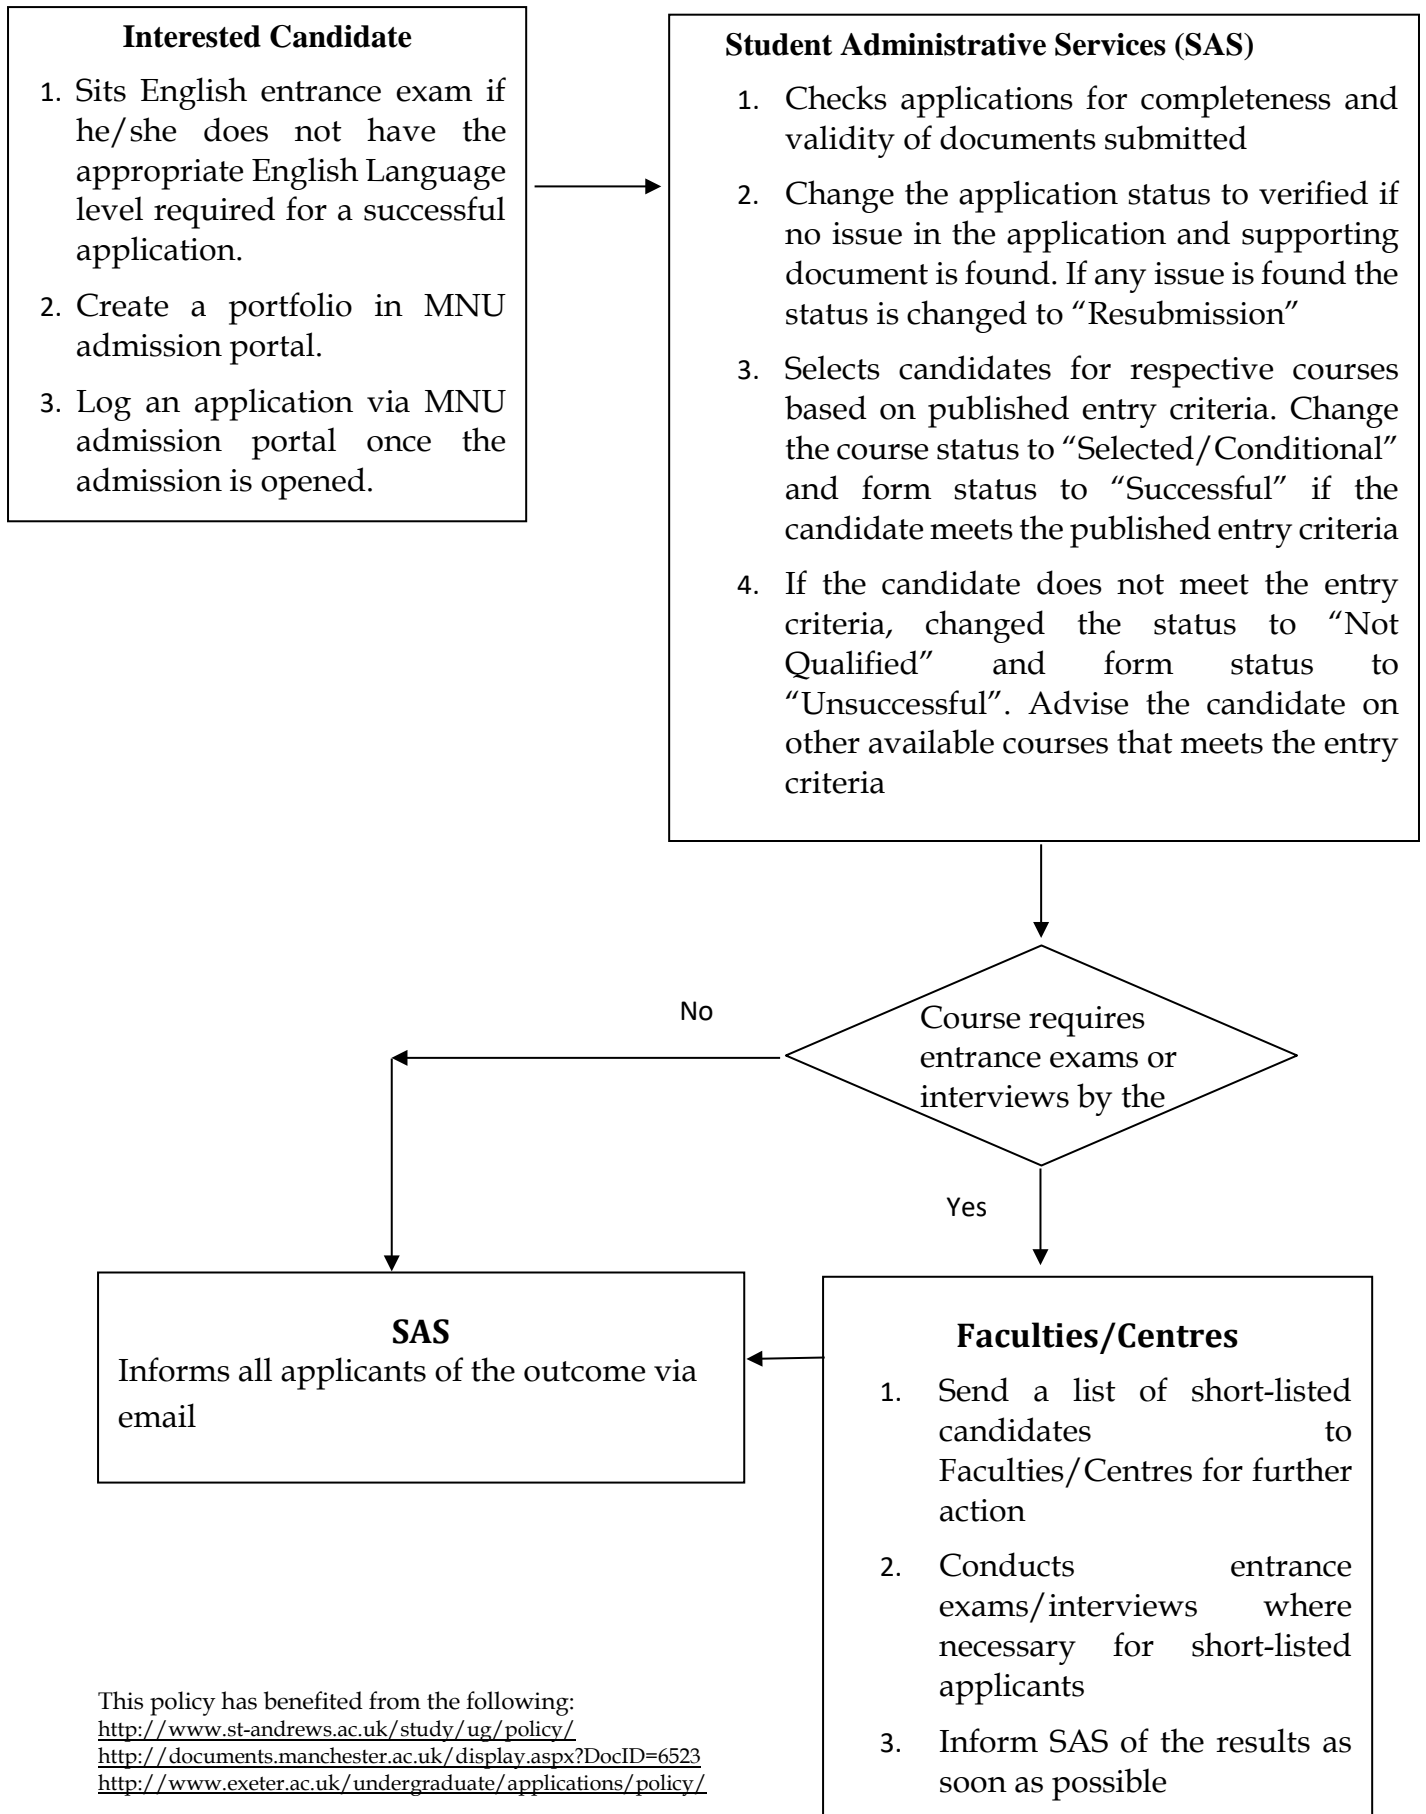 Interested Candidate
1. Sits English entrance exam if
he/she does not have the
appropriate English Language
level required for a successful
application.
2. Create a portfolio in MNU
admission portal.
3. Log an application via MNU
admission portal once the
admission is opened.
Student Administrative Services (SAS)
1. Checks applications for completeness and
validity of documents submitted
2. Change the application status to verified if
no issue in the application and supporting
document is found. If any issue is found the
status is changed to “Resubmission”
3. Selects candidates for respective courses
based on published entry criteria. Change
the course status to “Selected/Conditional”
and form status to “Successful” if the
candidate meets the published entry criteria
4. If the candidate does not meet the entry
criteria, changed the status to “Not
Qualified” and form status to
“Unsuccessful”. Advise the candidate on
other available courses that meets the entry
criteria
Course requires
entrance exams or
interviews by the
No
Yes
SAS
Informs all applicants of the outcome via
email
Faculties/Centres
1. Send a list of short-listed
candidates to
Faculties/Centres for further
action
2. Conducts entrance
exams/interviews where
necessary for short-listed
applicants
3. Inform SAS of the results as
soon as possible
This policy has benefited from the following:
http://www.st-andrews.ac.uk/study/ug/policy/
http://documents.manchester.ac.uk/display.aspx?DocID=6523
http://www.exeter.ac.uk/undergraduate/applications/policy/